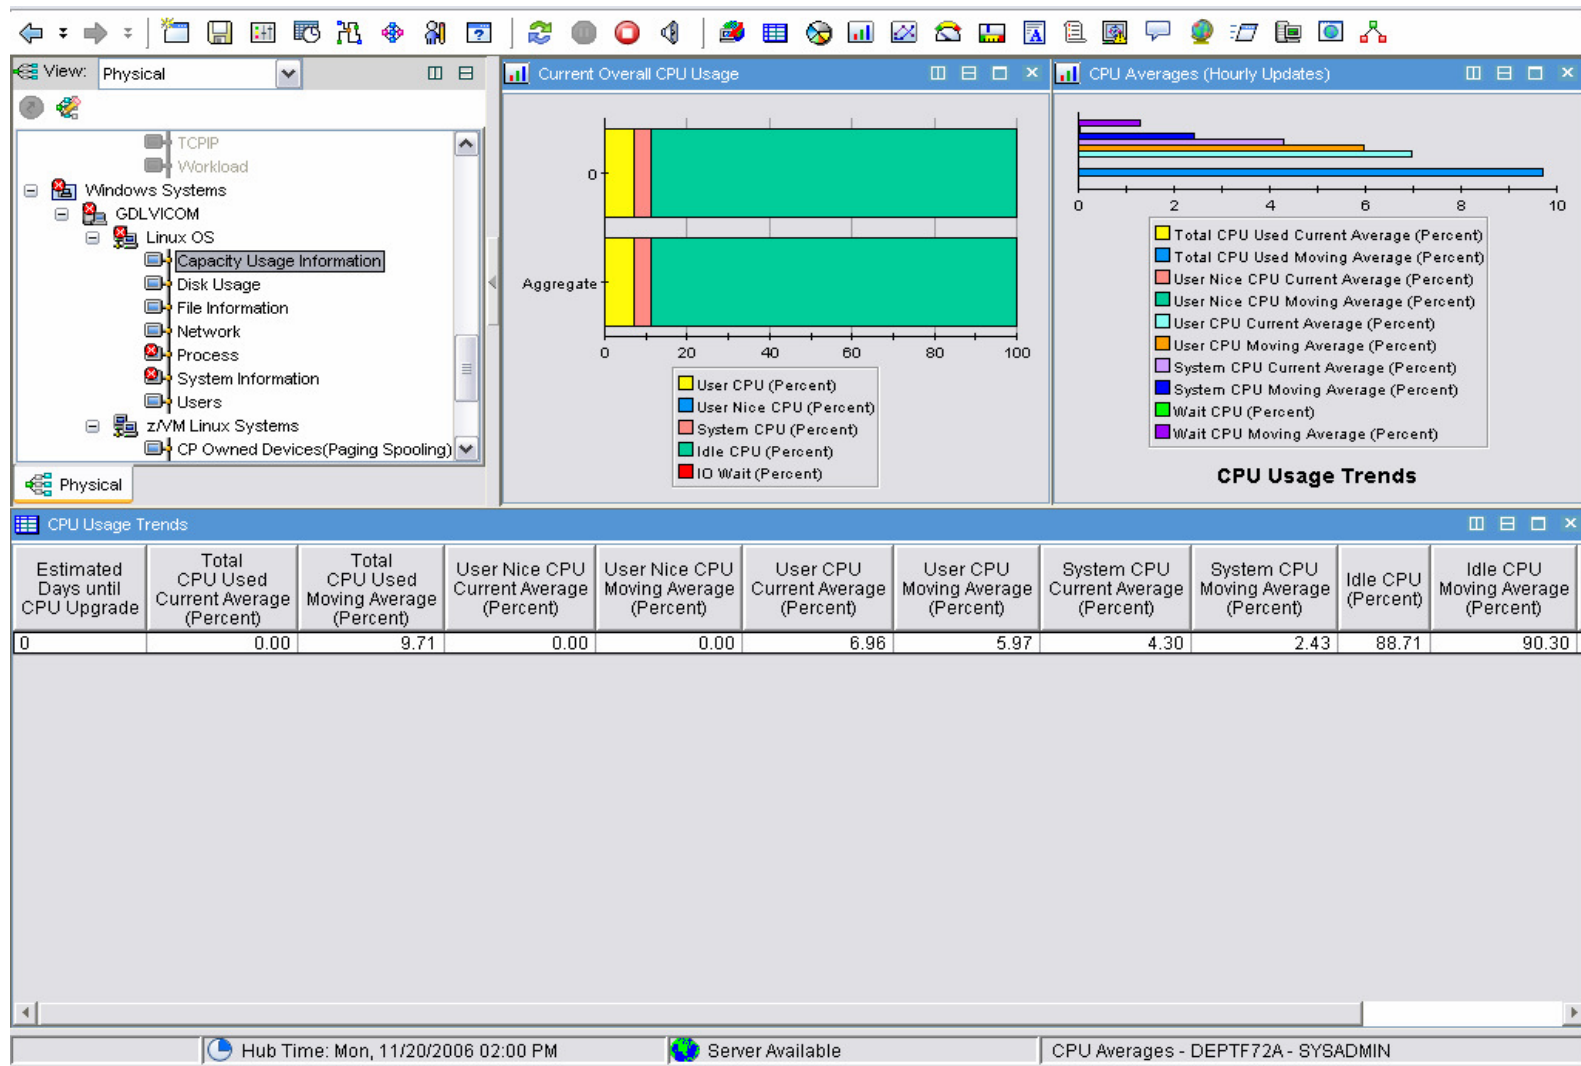 View: Physical
TCPIP
Workload
Windows Systems
GDLVICOM
Linux OS
Capacity Usage Information
Disk Usage
File Information
Network
Process
System Information
Users
z/VM Linux Systems
CP Owned Devices(Paging Spooling)
Physical
Current Overall CPU Usage
0
Aggregate
0 20 40 60 80 100
User CPU (Percent)
User Nice CPU (Percent)
System CPU (Percent)
Idle CPU (Percent)
IO Wait (Percent)
CPU Averages (Hourly Updates)
0 2 4 6 8 10
Total CPU Used Current Average (Percent)
Total CPU Used Moving Average (Percent)
User Nice CPU Current Average (Percent)
User Nice CPU Moving Average (Percent)
User CPU Current Average (Percent)
User CPU Moving Average (Percent)
System CPU Current Average (Percent)
System CPU Moving Average (Percent)
Wait CPU (Percent)
Wait CPU Moving Average (Percent)
CPU Usage Trends
CPU Usage Trends
Estimated
Days until
CPU Upgrade
Total
CPU Used
Current Average
(Percent)
Total
CPU Used
Moving Average
(Percent)
User Nice CPU
Current Average
(Percent)
User Nice CPU
Moving Average
(Percent)
User CPU
Current Average
(Percent)
User CPU
Moving Average
(Percent)
System CPU
Current Average
(Percent)
System CPU
Moving Average
(Percent)
Idle CPU
(Percent)
Idle CPU
Moving Average
(Percent)
0 0.00 9.71 0.00 0.00 6.96 5.97 4.30 2.43 88.71 90.30
Hub Time: Mon, 11/20/2006 02:00 PM
Server Available
CPU Averages - DEPTF72A - SYSADMIN